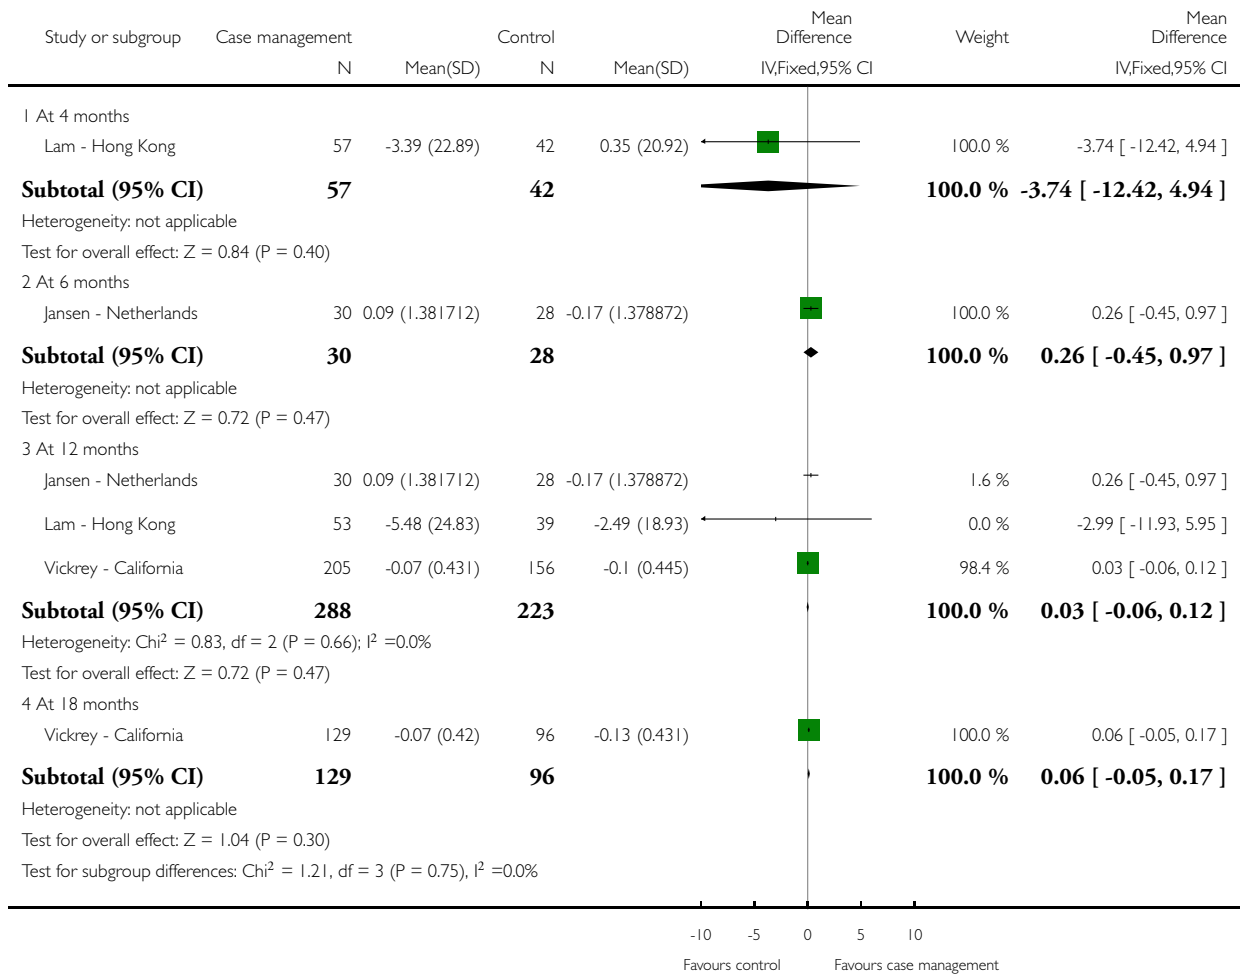 Mean Mean
Study or subgroup Case management Control Difference Weight Difference
N Mean(SD) N Mean(SD) IV,Fixed,95% CI IV,Fixed,95% CI
1 At 4 months
Lam - Hong Kong 57 -3.39 (22.89) 42 0.35 (20.92) 100.0 % -3.74 [ -12.42, 4.94 ]
Subtotal (95% CI) 57 42 100.0 % -3.74 [ -12.42, 4.94 ]
Heterogeneity: not applicable
Test for overall effect: Z = 0.84 (P = 0.40)
2 At 6 months
Jansen - Netherlands 30 0.09 (1.381712) 28 -0.17 (1.378872) 100.0 % 0.26 [ -0.45, 0.97 ]
Subtotal (95% CI) 30 28 100.0 % 0.26 [ -0.45, 0.97 ]
Heterogeneity: not applicable
Test for overall effect: Z = 0.72 (P = 0.47)
3 At 12 months
Jansen - Netherlands 30 0.09 (1.381712) 28 -0.17 (1.378872) 1.6 % 0.26 [ -0.45, 0.97 ]
Lam - Hong Kong 53 -5.48 (24.83) 39 -2.49 (18.93) 0.0 % -2.99 [ -11.93, 5.95 ]
Vickrey - California 205 -0.07 (0.431) 156 -0.1 (0.445) 98.4 % 0.03 [ -0.06, 0.12 ]
Subtotal (95% CI) 288 223 100.0 % 0.03 [ -0.06, 0.12 ]
Heterogeneity: Chi² = 0.83, df = 2 (P = 0.66); I² =0.0%
Test for overall effect: Z = 0.72 (P = 0.47)
4 At 18 months
Vickrey - California 129 -0.07 (0.42) 96 -0.13 (0.431) 100.0 % 0.06 [ -0.05, 0.17 ]
Subtotal (95% CI) 129 96 100.0 % 0.06 [ -0.05, 0.17 ]
Heterogeneity: not applicable
Test for overall effect: Z = 1.04 (P = 0.30)
Test for subgroup differences: Chi² = 1.21, df = 3 (P = 0.75), I² =0.0%
-10 -5 0 5 10
Favours control Favours case management